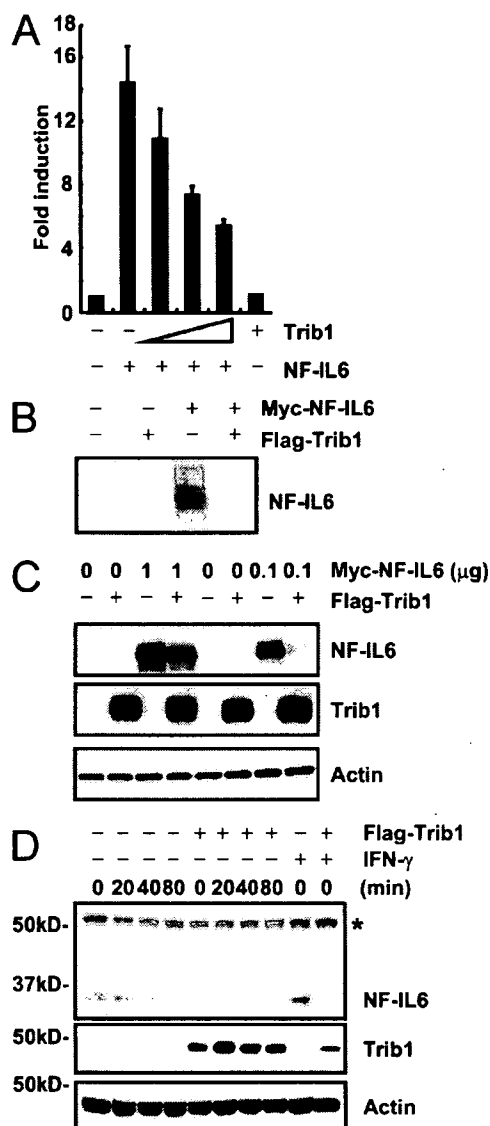 A
Fold induction
18
16
12
8
4
0
– – + Trib1
– + + + + – NF-IL6
B
– – + + Myc-NF-IL6
– + – + Flag-Trib1
NF-IL6
C
0 0 1 1 0 0 0.1 0.1 Myc-NF-IL6 (μg)
– + – + – + – + Flag-Trib1
NF-IL6
Trib1
Actin
D
– – – – + + + + – + Flag-Trib1
– – – – – – – – + + IFN-γ
0 20 40 80 0 20 40 80 0 0 (min)
50kD- *
37kD-
NF-IL6
50kD- Trib1
50kD-
Actin